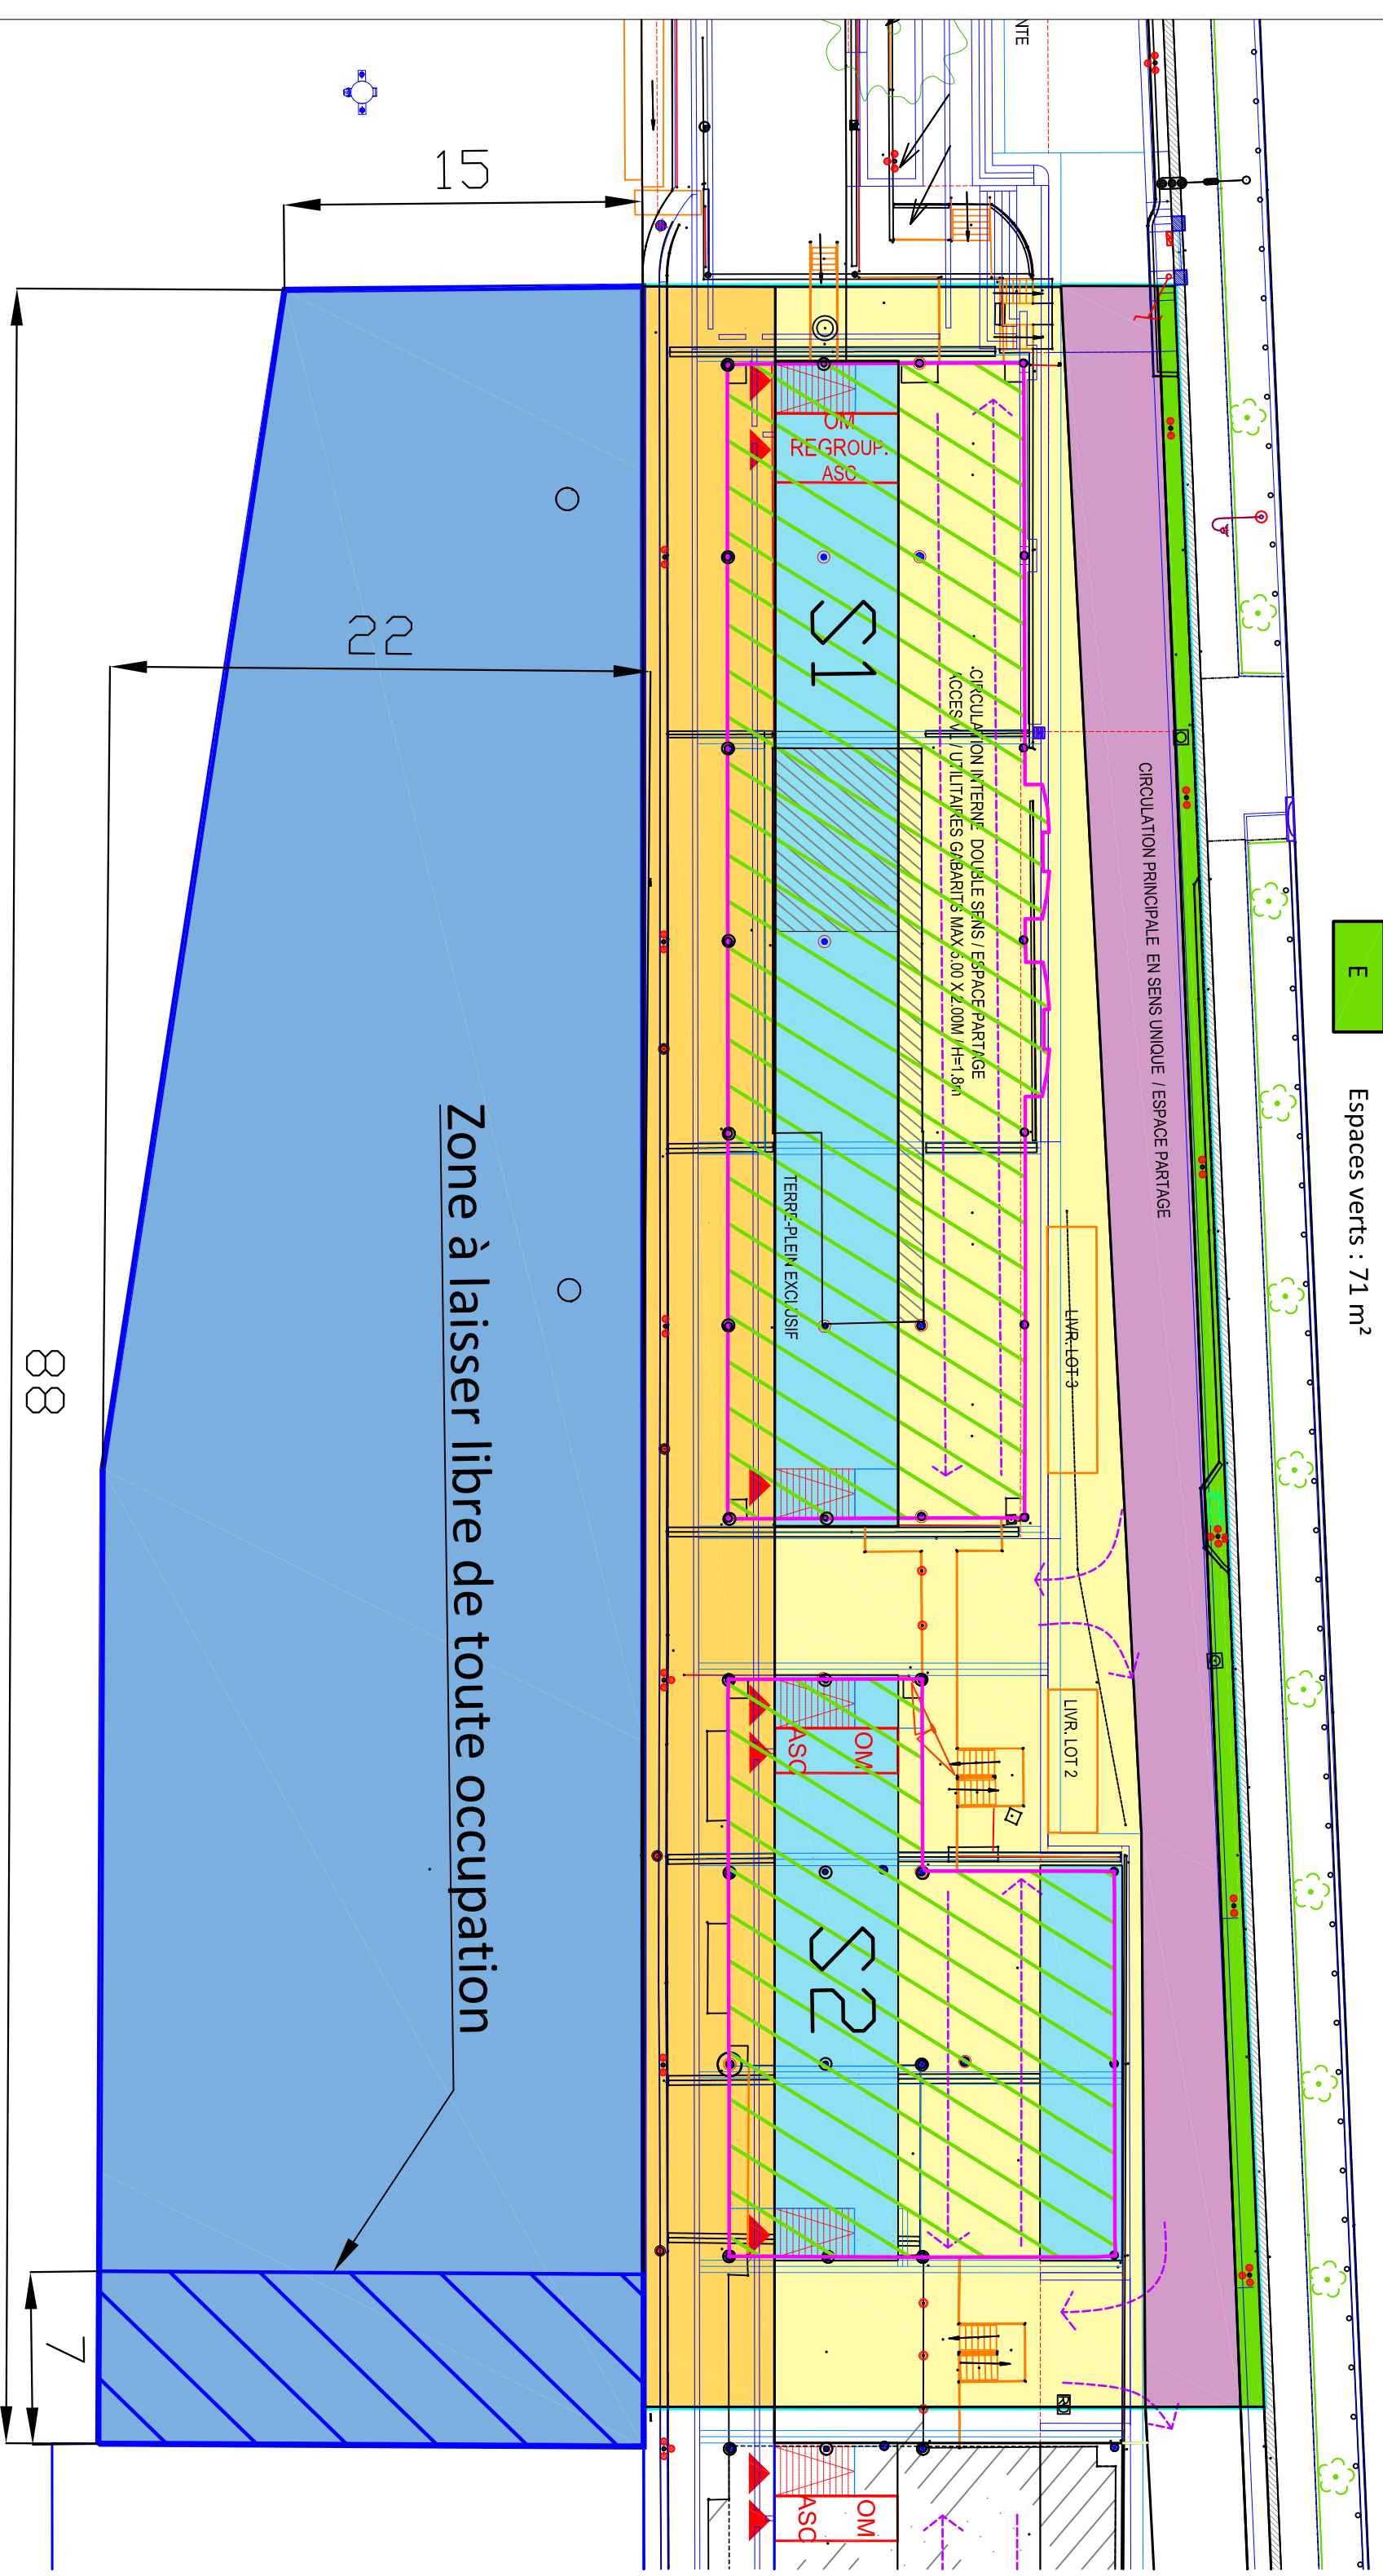 NTE
15
22
88
7
OM
REGROUP.
ASC
S1
CIRCULATION INTERNE DOUBLE SENS / ESPACE PARTAGE
ACCES VL / UTILITAIRES GABARITS MAX 5.00 X 2.00M / H=1.8m
CIRCULATION PRINCIPALE EN SENS UNIQUE / ESPACE PARTAGE
E
Espaces verts : 71 m²
TERRE-PLEIN EXCLUSIF
LIVR. LOT 3
LIVR. LOT 2
Zone à laisser libre de toute occupation
OM
ASC
S2
OM
ASC